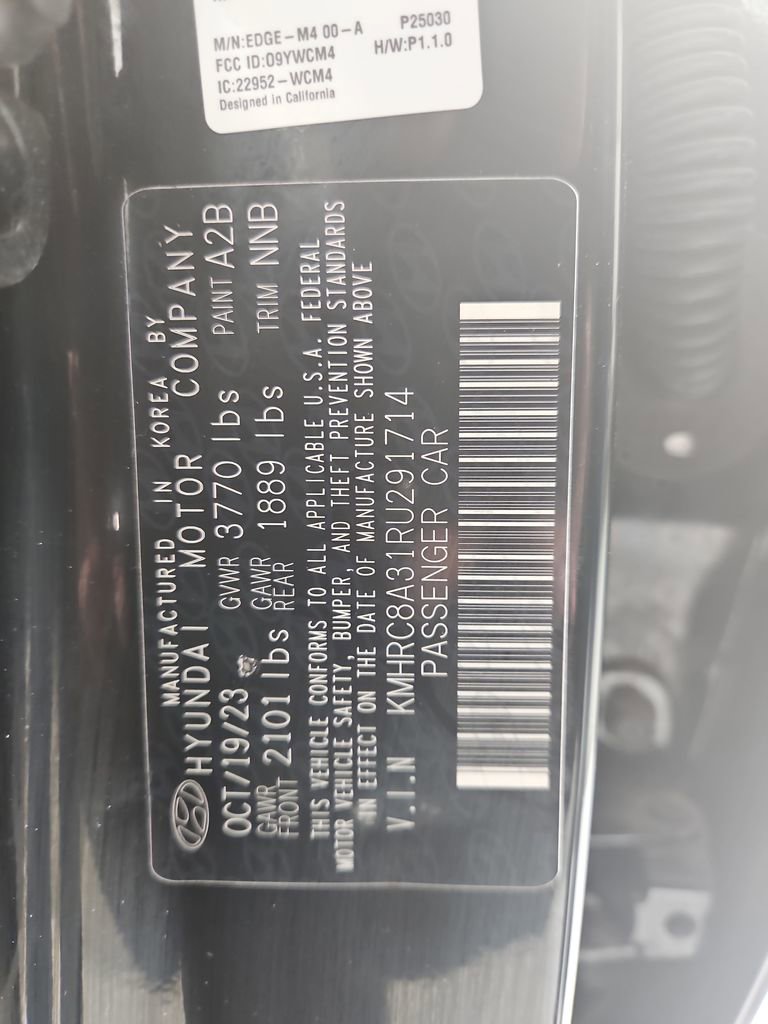 M/N:EDGE-M4 00-A P25030
FCC ID:O9YWCM4 H/W:P1.1.0
IC:22952-WCM4
Designed in California
MANUFACTURED IN KOREA BY
HYUNDAI MOTOR COMPANY
OCT/19/23 GVWR 3770 lbs PAINT A2B
GAWR FRONT 2101 lbs GAWR REAR 1889 lbs TRIM NNB
THIS VEHICLE CONFORMS TO ALL APPLICABLE U.S.A. FEDERAL
MOTOR VEHICLE SAFETY, BUMPER, AND THEFT PREVENTION STANDARDS
IN EFFECT ON THE DATE OF MANUFACTURE SHOWN ABOVE
V.I.N KMHRC8A31RU291714
PASSENGER CAR